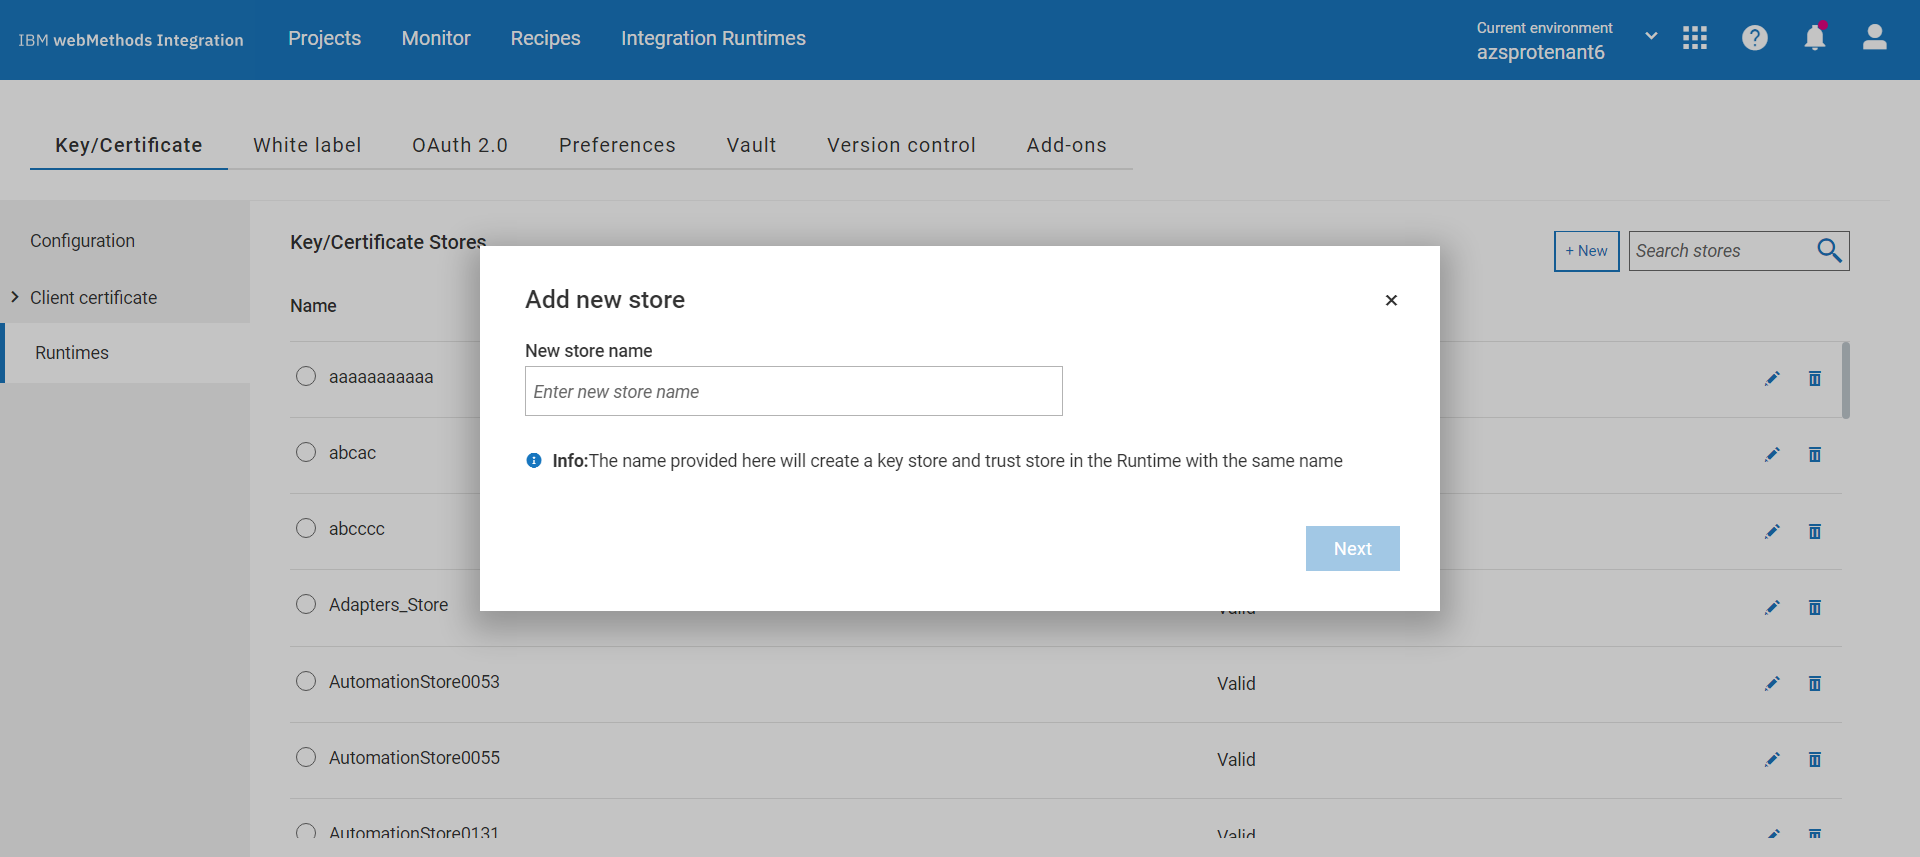 IBM webMethods Integration
Projects
Monitor
Recipes
Integration Runtimes
Current environment
azsprotenant6
Key/Certificate
White label
OAuth 2.0
Preferences
Vault
Version control
Add-ons
Configuration
Client certificate
Runtimes
Key/Certificate Stores
+ New
Search stores
Name
Add new store
New store name
Enter new store name
Info:The name provided here will create a key store and trust store in the Runtime with the same name
Next
aaaaaaaaaaa
abcac
abcccc
Adapters_Store
Valid
AutomationStore0053
Valid
AutomationStore0055
Valid
AutomationStore0131
Valid